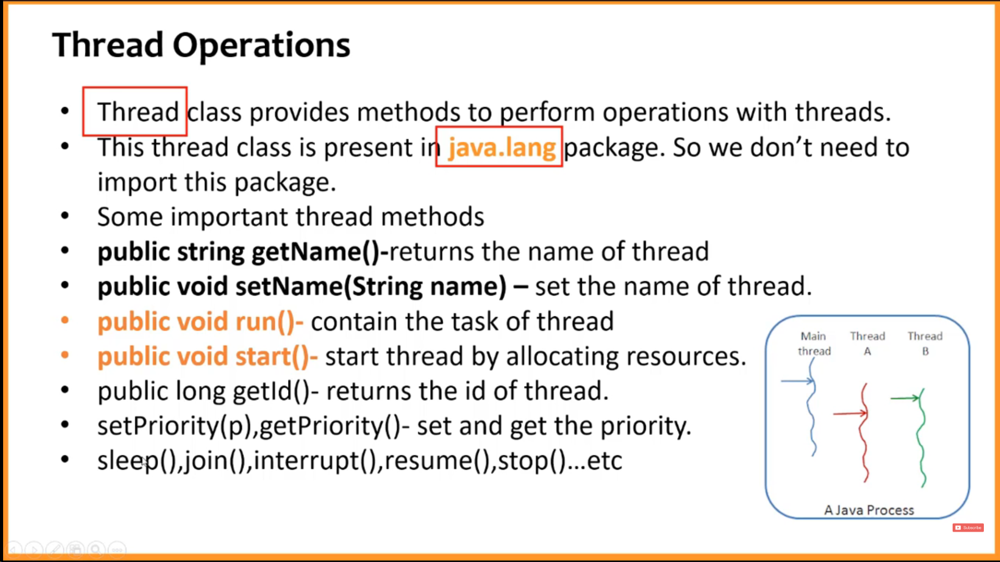 Thread Operations
• Thread class provides methods to perform operations with threads.
• This thread class is present in java.lang package. So we don’t need to
import this package.
• Some important thread methods
• public string getName()-returns the name of thread
• public void setName(String name) – set the name of thread.
• public void run()- contain the task of thread
• public void start()- start thread by allocating resources.
• public long getId()- returns the id of thread.
• setPriority(p),getPriority()- set and get the priority.
• sleep(),join(),interrupt(),resume(),stop()...etc
Main thread
Thread A
Thread B
A Java Process
Subscribe